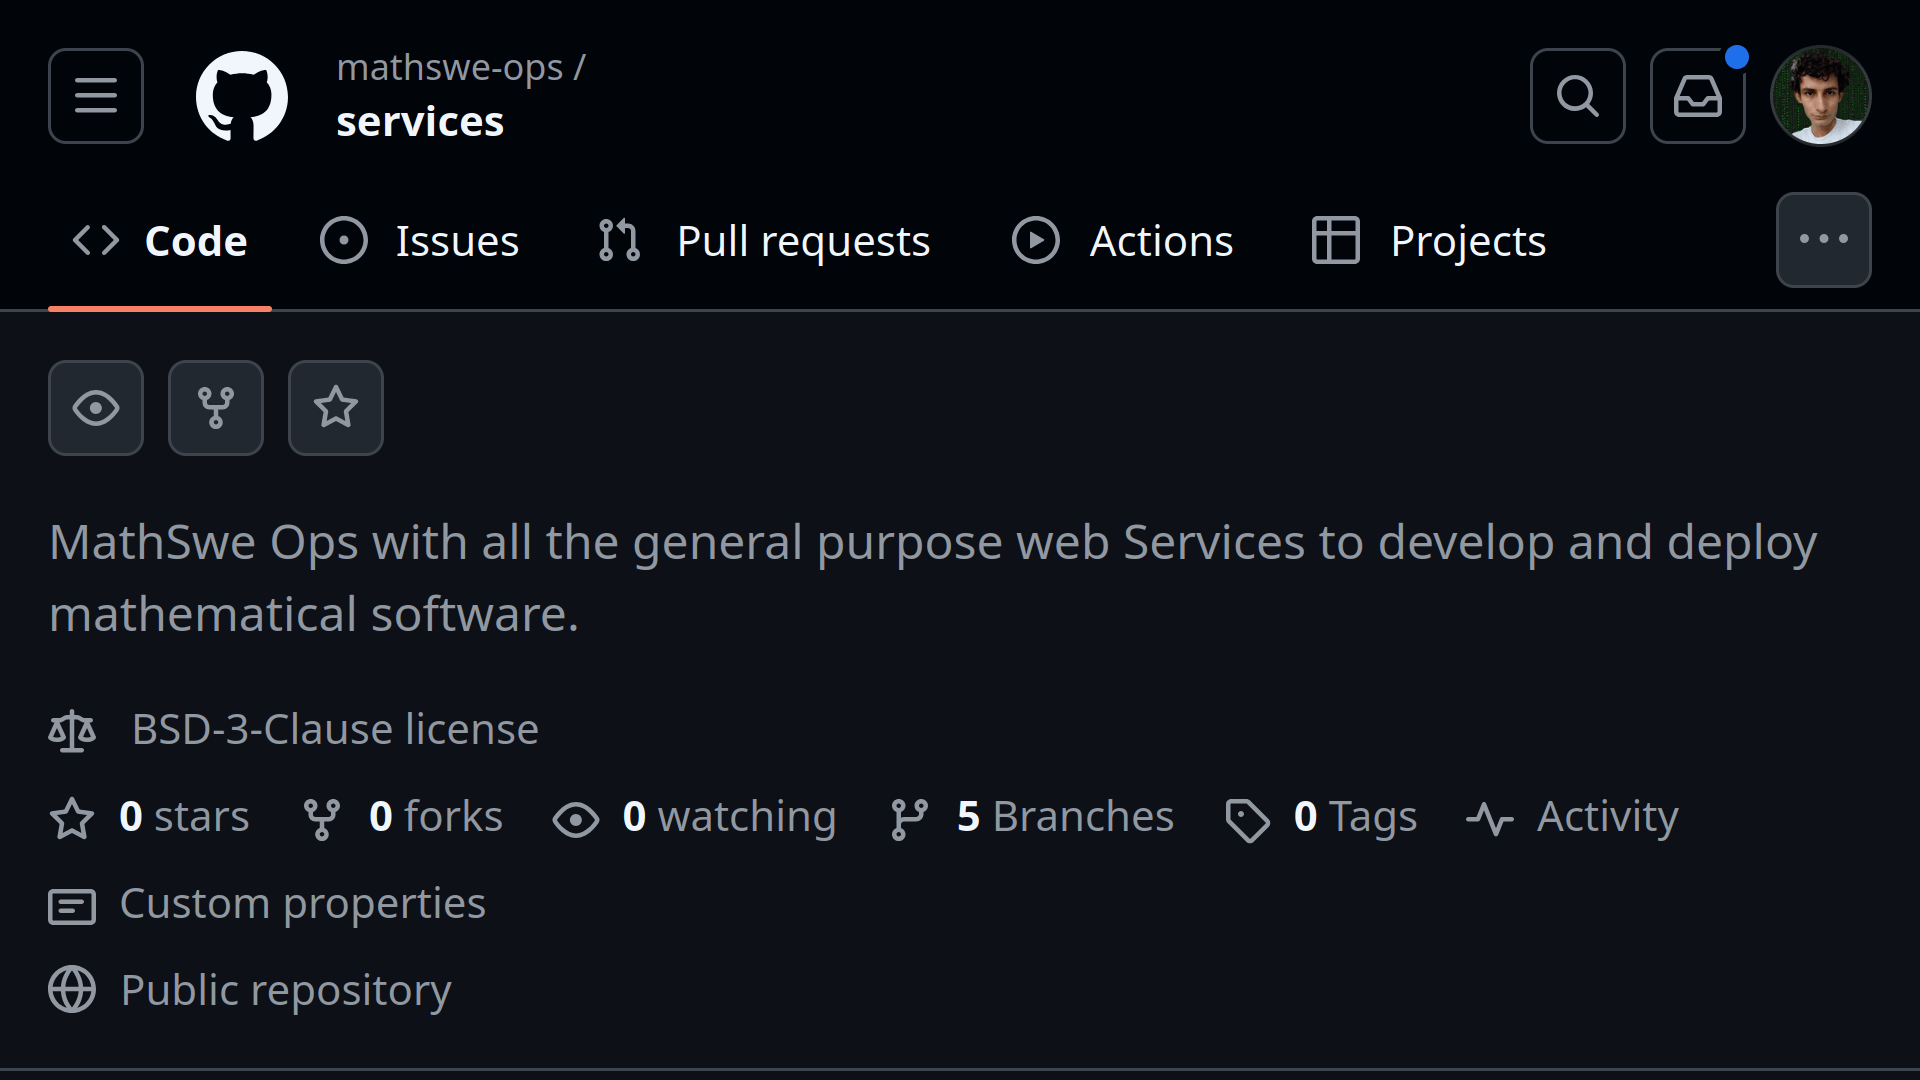 mathswe-ops /
services
Code Issues Pull requests Actions Projects
MathSwe Ops with all the general purpose web Services to develop and deploy
mathematical software.
BSD-3-Clause license
0 stars 0 forks 0 watching 5 Branches 0 Tags Activity
Custom properties
Public repository